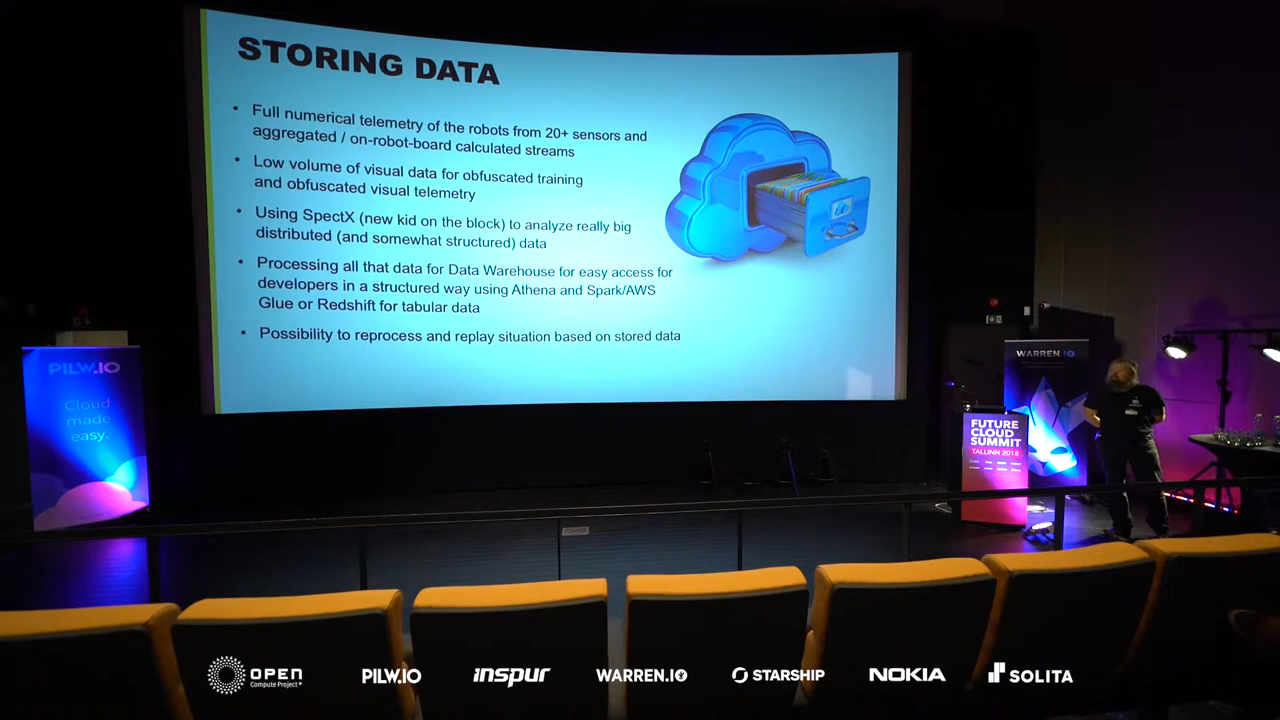 STORING DATA
• Full numerical telemetry of the robots from 20+ sensors and
aggregated / on-robot-board calculated streams
• Low volume of visual data for obfuscated training
and obfuscated visual telemetry
• Using SpectX (new kid on the block) to analyze really big
distributed (and somewhat structured) data
• Processing all that data for Data Warehouse for easy access for
developers in a structured way using Athena and Spark/AWS
Glue or Redshift for tabular data
• Possibility to reprocess and replay situation based on stored data
PILW.IO
Cloud
made
easy.
WARREN IO
FUTURE
CLOUD
SUMMIT
TALLINN 2018
OPEN
Compute Project®
PILW.IO
inspur
WARREN.IO
STARSHIP
NOKIA
SOLITA